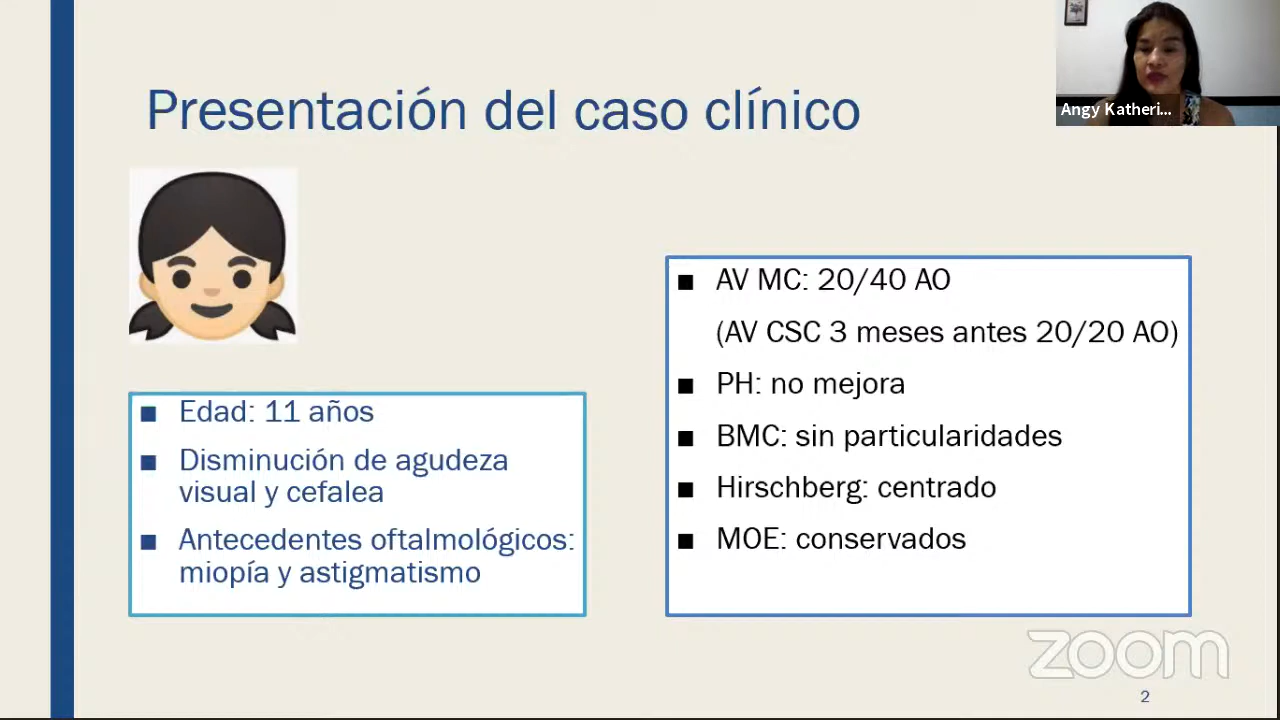 Presentación del caso clínico
Angy Katheri...
■ Edad: 11 años
■ Disminución de agudeza
visual y cefalea
■ Antecedentes oftalmológicos:
miopía y astigmatismo
■ AV MC: 20/40 AO
(AV CSC 3 meses antes 20/20 AO)
■ PH: no mejora
■ BMC: sin particularidades
■ Hirschberg: centrado
■ MOE: conservados
zoom
2